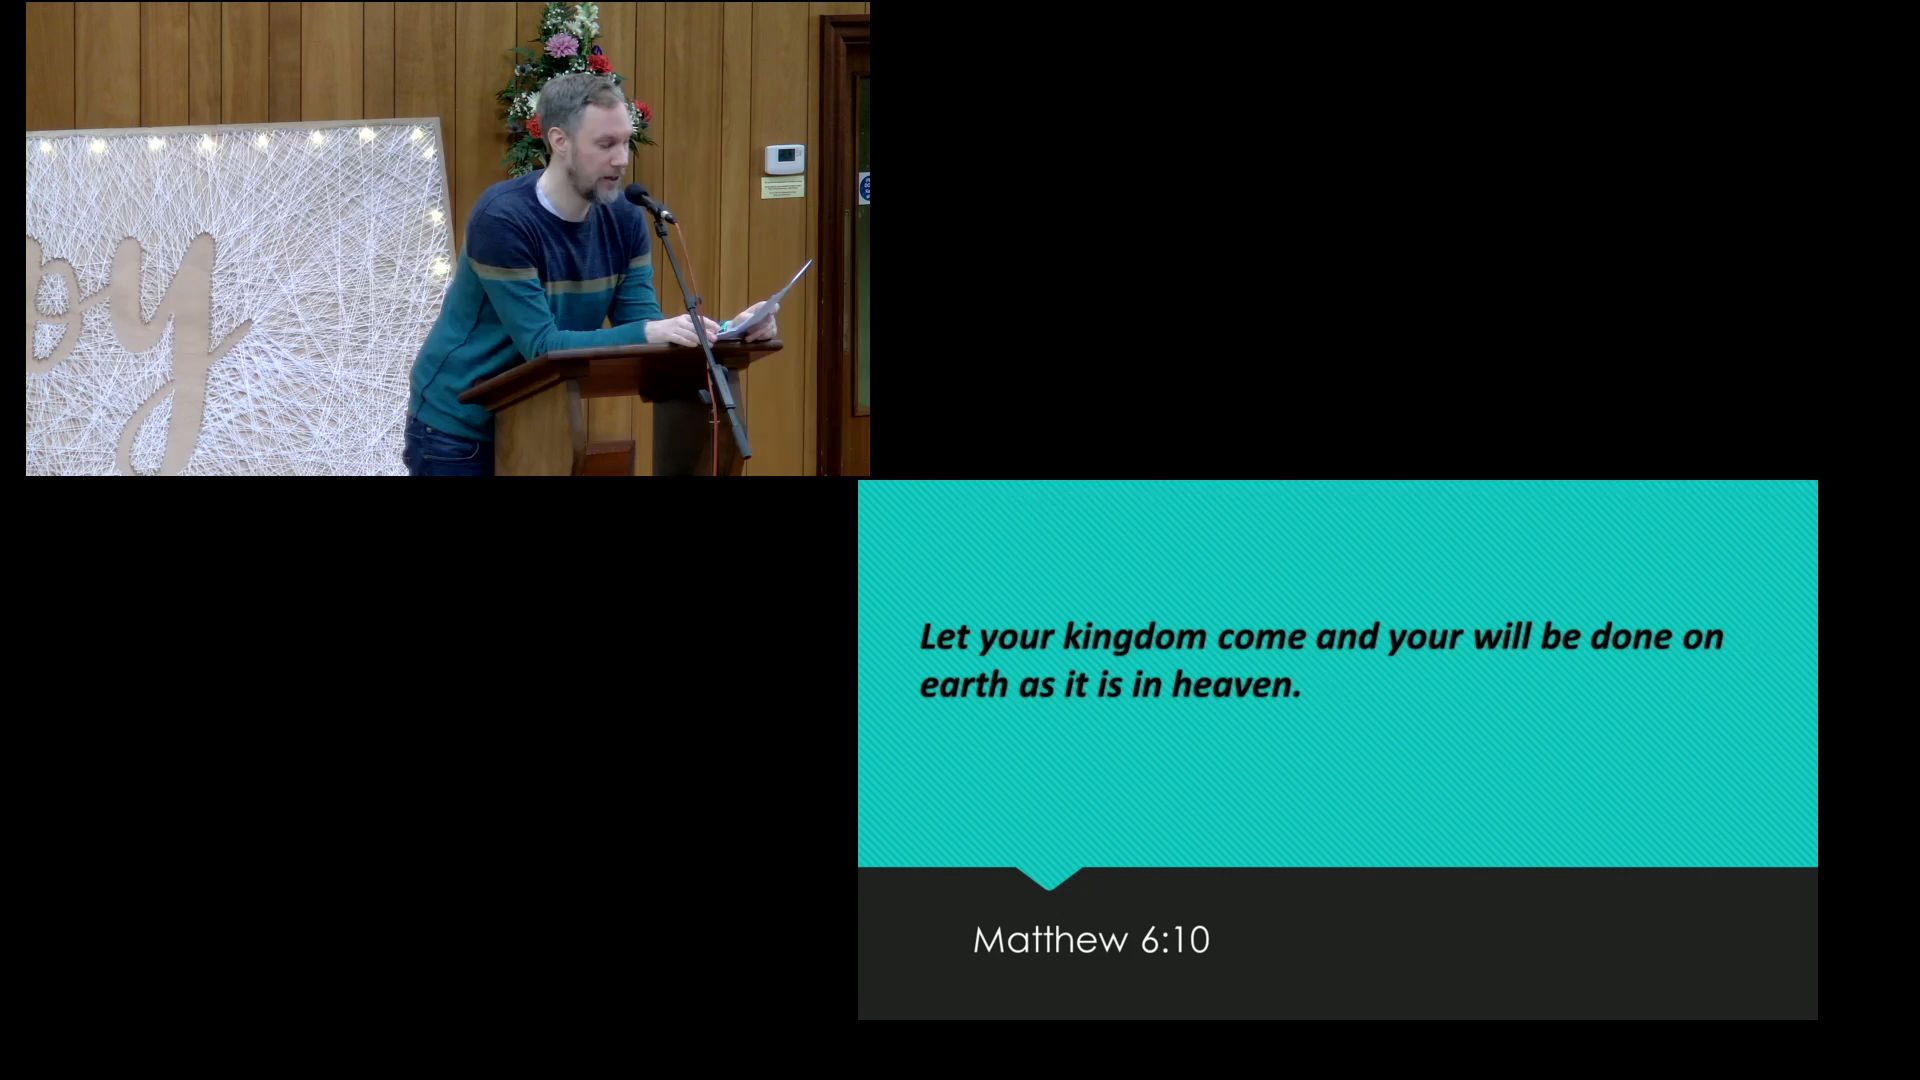 oy
Let your kingdom come and your will be done on
earth as it is in heaven.
Matthew 6:10